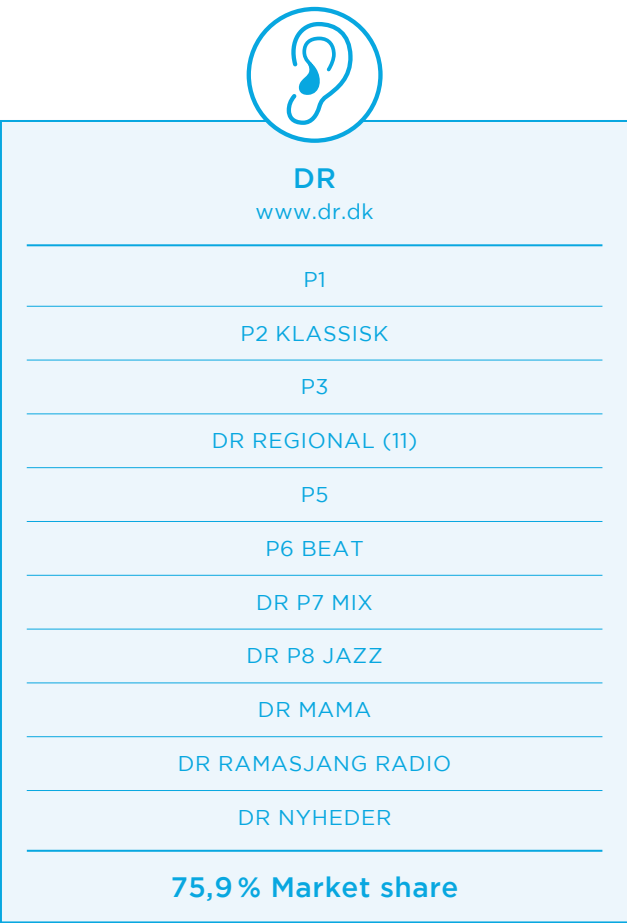 DR
www.dr.dk
P1
P2 KLASSISK
P3
DR REGIONAL (11)
P5
P6 BEAT
DR P7 MIX
DR P8 JAZZ
DR MAMA
DR RAMASJANG RADIO
DR NYHEDER
75,9 % Market share